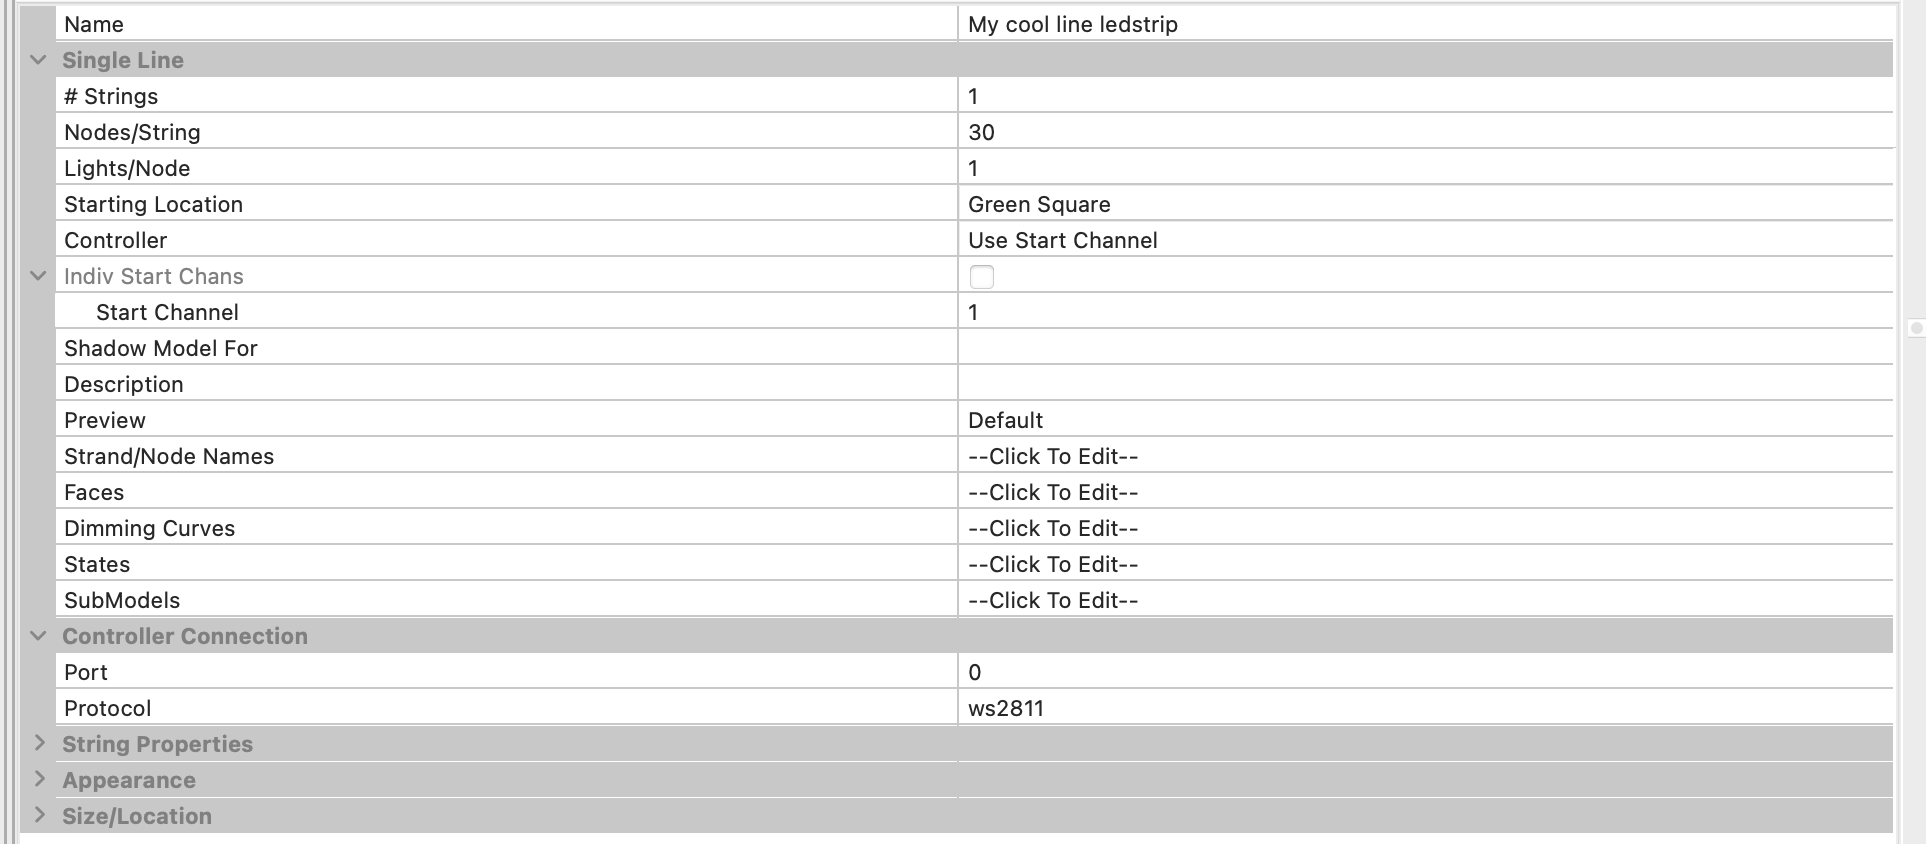 Name My cool line ledstrip
Single Line
# Strings 1
Nodes/String 30
Lights/Node 1
Starting Location Green Square
Controller Use Start Channel
Indiv Start Chans
Start Channel 1
Shadow Model For
Description
Preview Default
Strand/Node Names --Click To Edit--
Faces --Click To Edit--
Dimming Curves --Click To Edit--
States --Click To Edit--
SubModels --Click To Edit--
Controller Connection
Port 0
Protocol ws2811
String Properties
Appearance
Size/Location